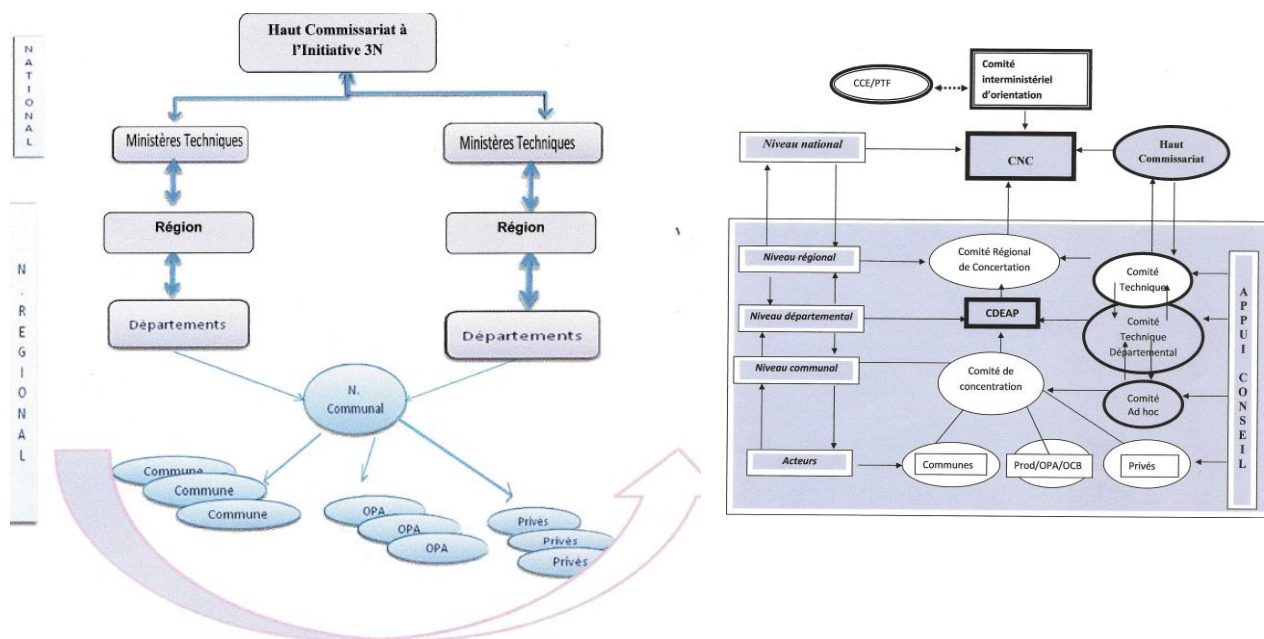 Haut Commissariat à
l'Initiative 3N
NATIONAL
Ministères Techniques
Ministères Techniques
Région
Région
N. REGIONAL
Départements
Départements
N.
Communal
Commune
Commune
Commune
OPA
OPA
OPA
Privès
Privès
Privès
CCE/PTF
Comité
interministériel
d'orientation
Niveau national
CNC
Haut
Commissariat
Niveau régional
Comité Régional
de Concertation
Comité
Technique
Niveau départemental
CDEAP
Comité
Technique
Départemental
Niveau communal
Comité de
concentration
Comité
Ad hoc
Acteurs
Communes
Prod/OPA/OCB
Privés
APPUI CONSEIL